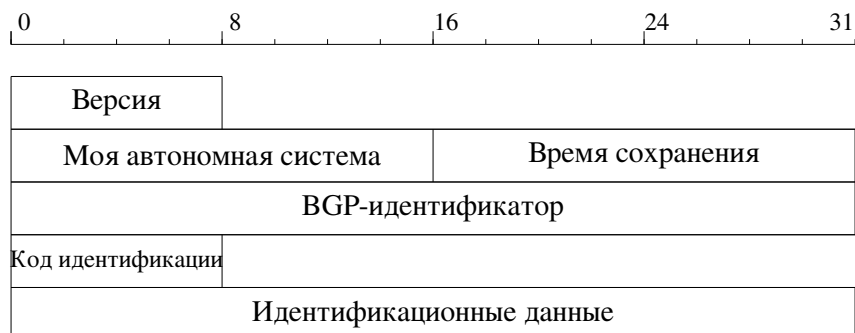 0 8 16 24 31
Версия
Моя автономная система Время сохранения
BGP-идентификатор
Код идентификации
Идентификационные данные